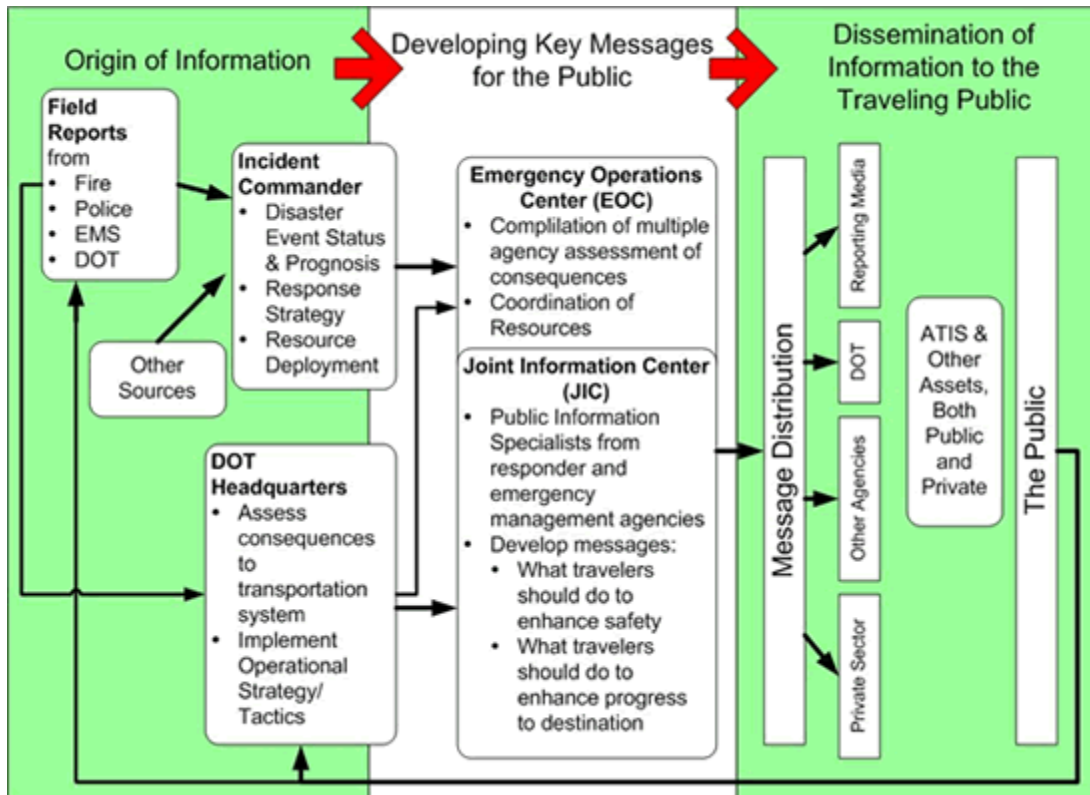 Origin of Information
Developing Key Messages
for the Public
Dissemination of
Information to the
Traveling Public
Field
Reports
from
• Fire
• Police
• EMS
• DOT
Other
Sources
Incident
Commander
• Disaster
Event Status
& Prognosis
• Response
Strategy
• Resource
Deployment
DOT
Headquarters
• Assess
consequences
to
transportation
system
• Implement
Operational
Strategy/
Tactics
Emergency Operations
Center (EOC)
• Complilation of multiple
agency assessment of
consequences
• Coordination of
Resources
Joint Information Center
(JIC)
• Public Information
Specialists from
responder and
emergency
management agencies
• Develop messages:
• What travelers
should do to
enhance safety
• What travelers
should do to
enhance progress
to destination
Message Distribution
Reporting Media
DOT
Other Agencies
Private Sector
ATIS &
Other
Assets,
Both
Public
and
Private
The Public